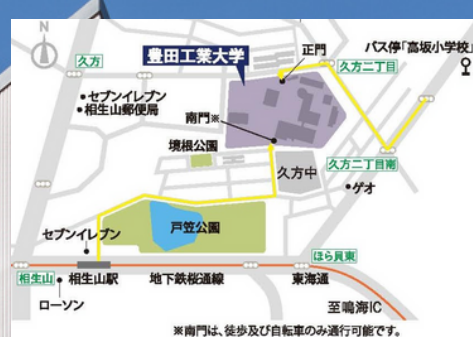 N
久方
豊田工業大学
正門
バス停「高坂小学校」
久方二丁目
セブンイレブン
相生山郵便局
南門※
境根公園
久方中
久方二丁目南
ゲオ
戸笠公園
セブンイレブン
ほら貝東
相生山
相生山駅
地下鉄桜通線
東海通
ローソン
至鳴海IC
※南門は、徒歩及び自転車のみ通行可能です。